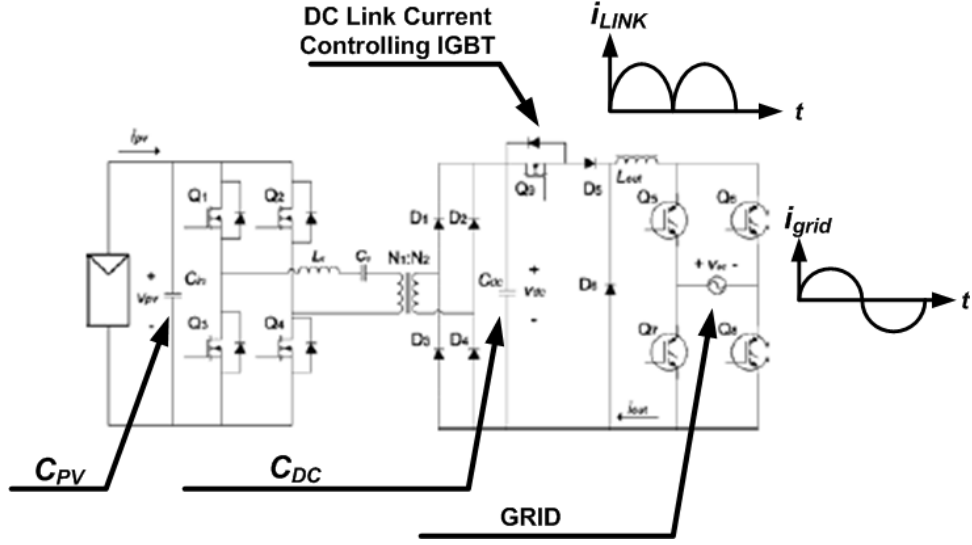 DC Link Current
Controlling IGBT
iLINK
t
ipv
Q1
Q2
Q9
D5
Lout
Q5
Q6
igrid
t
D1
D2
Lr
Cr
N1:N2
+
vpv
-
Cin
CDC
+
vdc
-
D6
+ vac -
Q3
Q4
D3
D4
Q7
Q8
iout
CPV
CDC
GRID